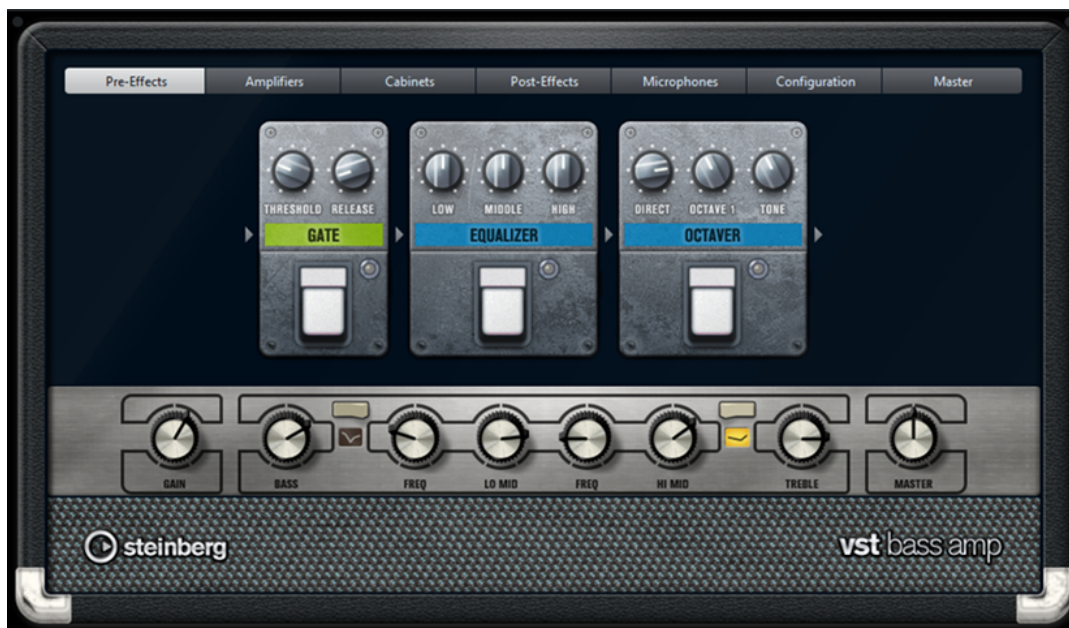 Pre-Effects Amplifiers Cabinets Post-Effects Microphones Configuration Master
THRESHOLD RELEASE LOW MIDDLE HIGH DIRECT OCTAVE 1 TONE
GATE EQUALIZER OCTAVER
GAIN BASS FREQ LO MID FREQ HI MID TREBLE MASTER
steinberg vst bass amp